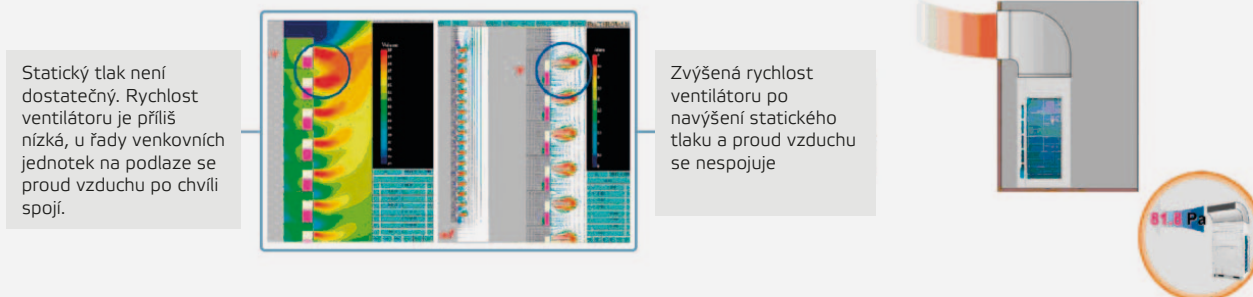 Statický tlak není
dostatečný. Rychlost
ventilátoru je příliš
nízká, u řady venkovních
jednotek na podlaze se
proud vzduchu po chvíli
spojí.
Zvýšená rychlost
ventilátoru po
navýšení statického
tlaku a proud vzduchu
se nespojuje
81.8 Pa